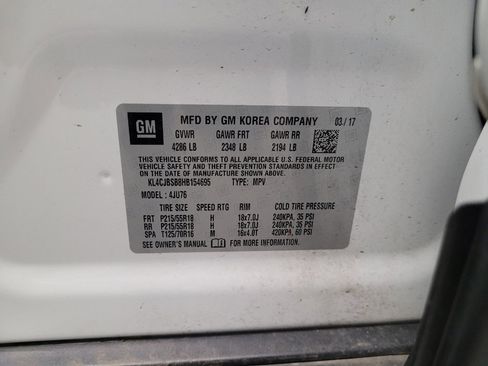 GM MFD BY GM KOREA COMPANY 03/17
GVWR GAWR FRT GAWR RR
4286 LB 2348 LB 2194 LB
THIS VEHICLE CONFORMS TO ALL APPLICABLE U.S. FEDERAL MOTOR
VEHICLE SAFETY AND THEFT PREVENTION STANDARDS IN EFFECT ON
THE DATE OF MANUFACTURE SHOWN ABOVE.
KL4CJBSB8HB154695 TYPE: MPV
MODEL: 4JU76
TIRE SIZE SPEED RTG RIM COLD TIRE PRESSURE
FRT P215/55R18 H 18x7.0J 240KPA, 35 PSI
RR P215/55R18 H 18x7.0J 240KPA, 35 PSI
SPA T125/70R16 M 16x4.0T 420KPA, 60 PSI
SEE OWNER'S MANUAL FOR MORE INFORMATION.